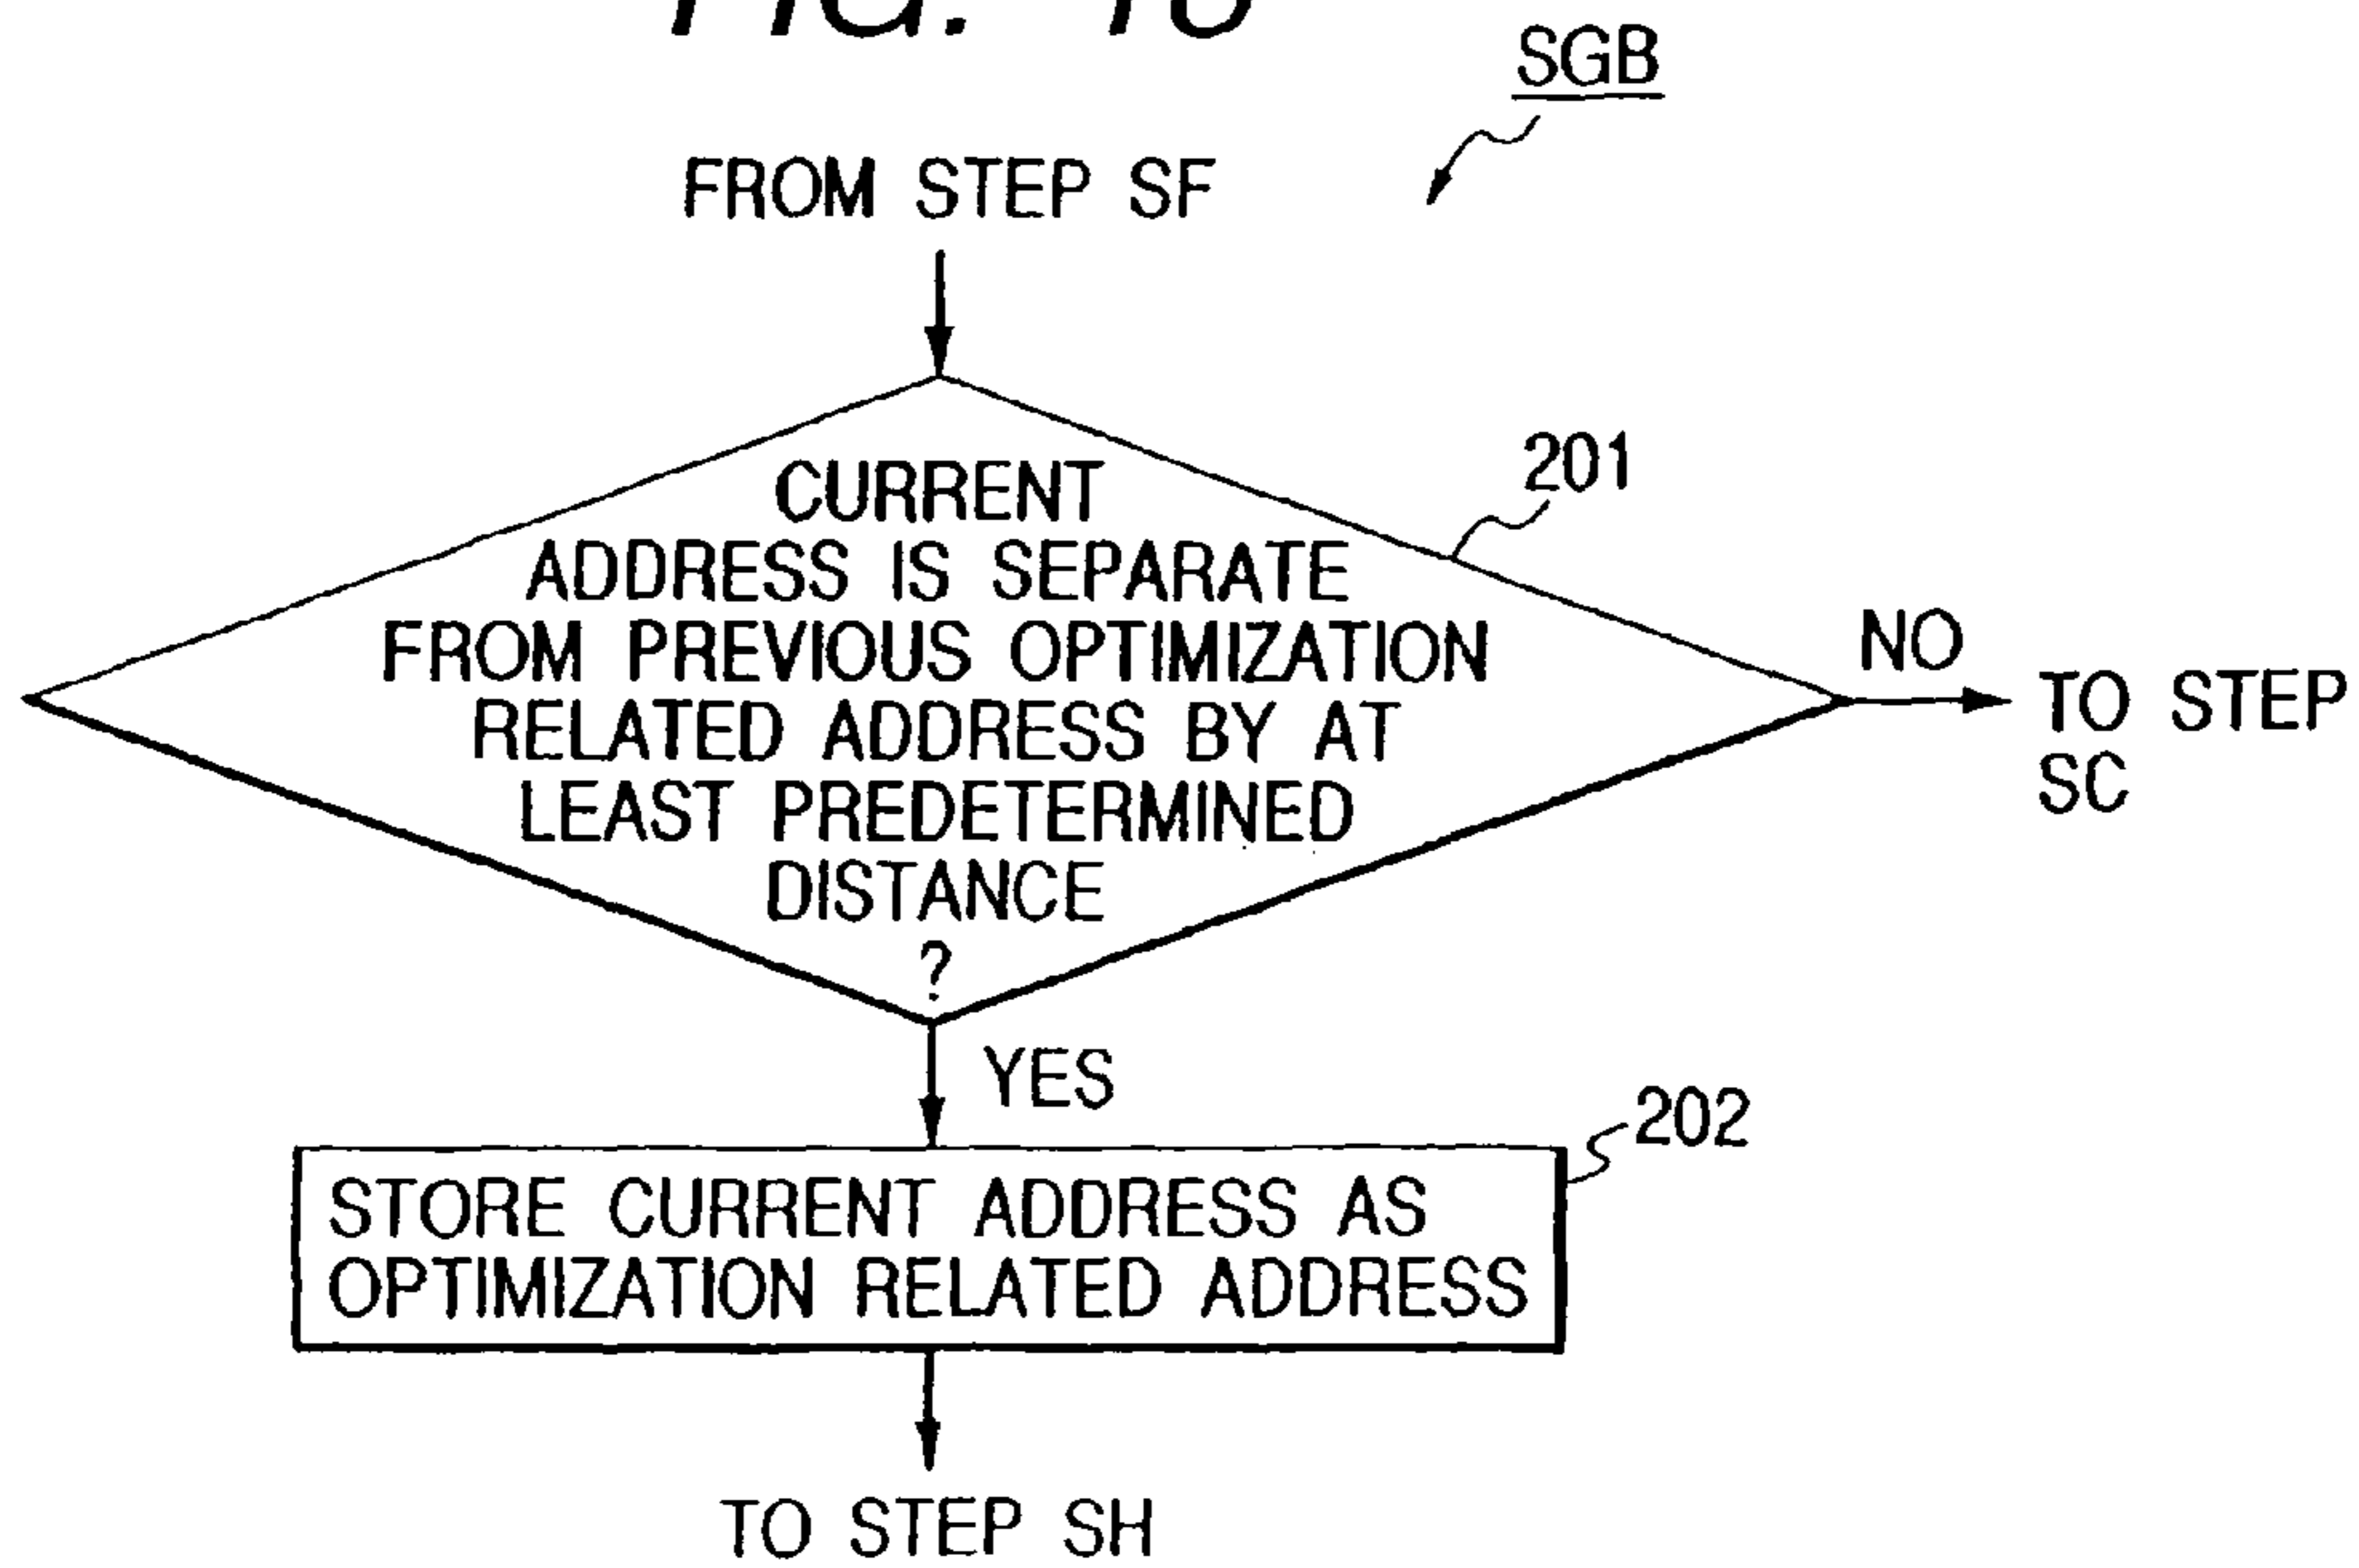 FIG.
SGB
FROM STEP SF
CURRENT
ADDRESS IS SEPARATE
FROM PREVIOUS OPTIMIZATION
RELATED ADDRESS BY AT
LEAST PREDETERMINED
DISTANCE
?
201
NO
TO STEP
SC
YES
202
STORE CURRENT ADDRESS AS
OPTIMIZATION RELATED ADDRESS
TO STEP SH